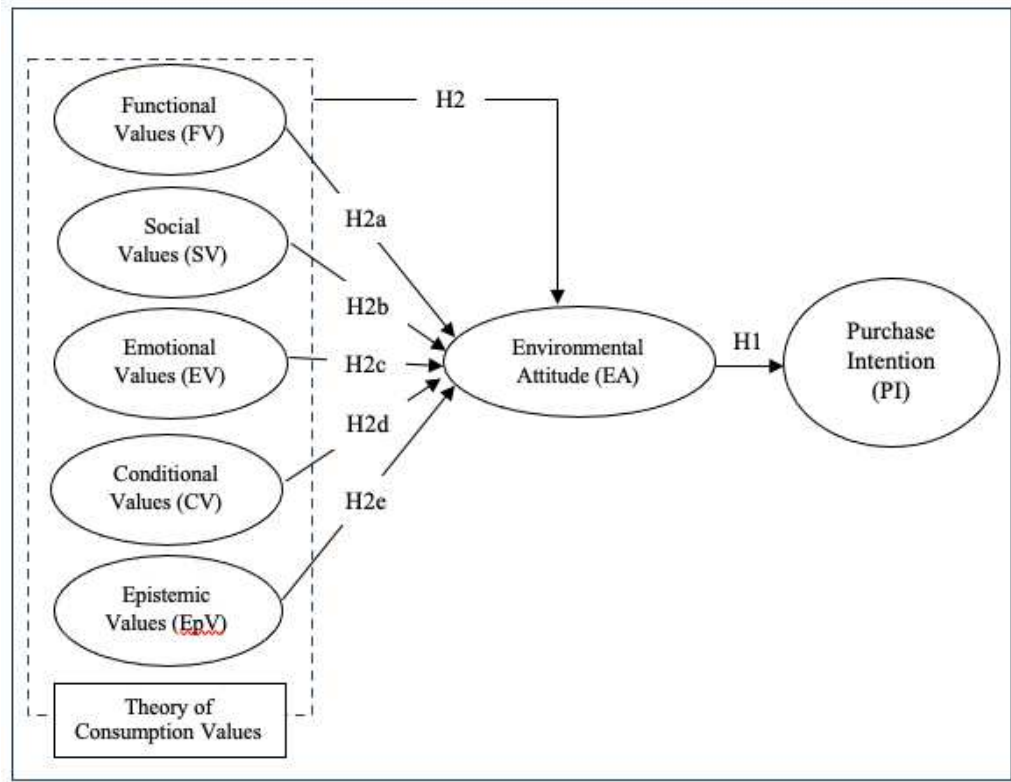 Functional
Values (FV)
H2
H2a
Social
Values (SV)
H2b
Emotional
Values (EV)
H2c
Environmental
Attitude (EA)
H1
Purchase
Intention
(PI)
H2d
Conditional
Values (CV)
H2e
Epistemic
Values (EpV)
Theory of
Consumption Values